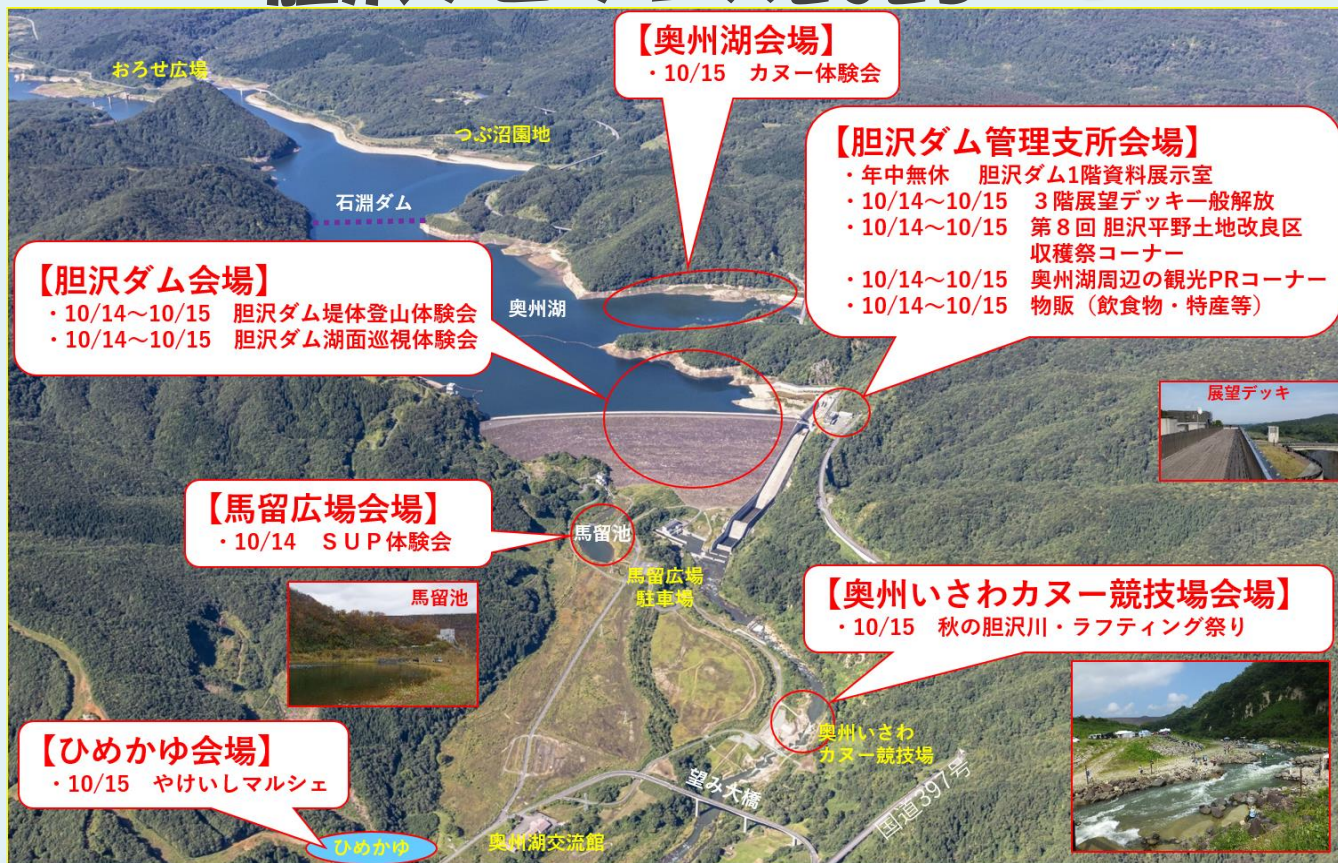 【奥州湖会場】
・10/15　カヌー体験会
おろせ広場
つぶ沼園地
【胆沢ダム管理支所会場】
・年中無休　胆沢ダム1階資料展示室
・10/14～10/15　３階展望デッキ一般解放
・10/14～10/15　第８回 胆沢平野土地改良区
収穫祭コーナー
・10/14～10/15　奥州湖周辺の観光PRコーナー
・10/14～10/15　物販（飲食物・特産等）
石淵ダム
【胆沢ダム会場】
・10/14～10/15　胆沢ダム堤体登山体験会
・10/14～10/15　胆沢ダム湖面巡視体験会
奥州湖
展望デッキ
【馬留広場会場】
・10/14　ＳＵＰ体験会
馬留池
馬留広場
駐車場
馬留池
【奥州いさわカヌー競技場会場】
・10/15　秋の胆沢川・ラフティング祭り
奥州いさわ
カヌー競技場
【ひめかゆ会場】
・10/15　やけいしマルシェ
望み大橋
国道397号
奥州湖交流館
ひめかゆ